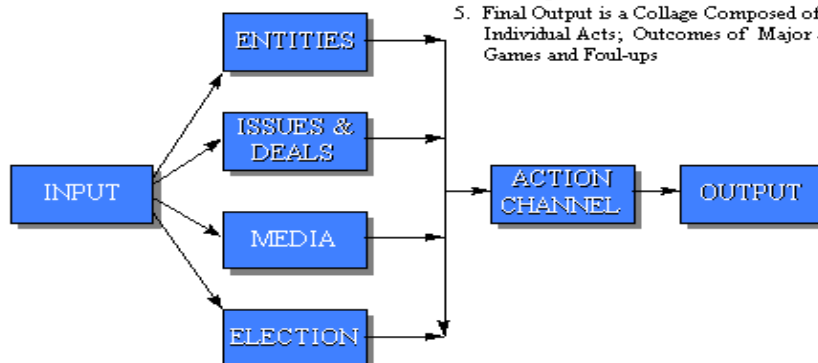 ENTITIES
5. Final Output is a Collage Composed of
Individual Acts; Outcomes of Major
Games and Foul-ups
ISSUES &
DEALS
INPUT
ACTION
CHANNEL
OUTPUT
MEDIA
ELECTION